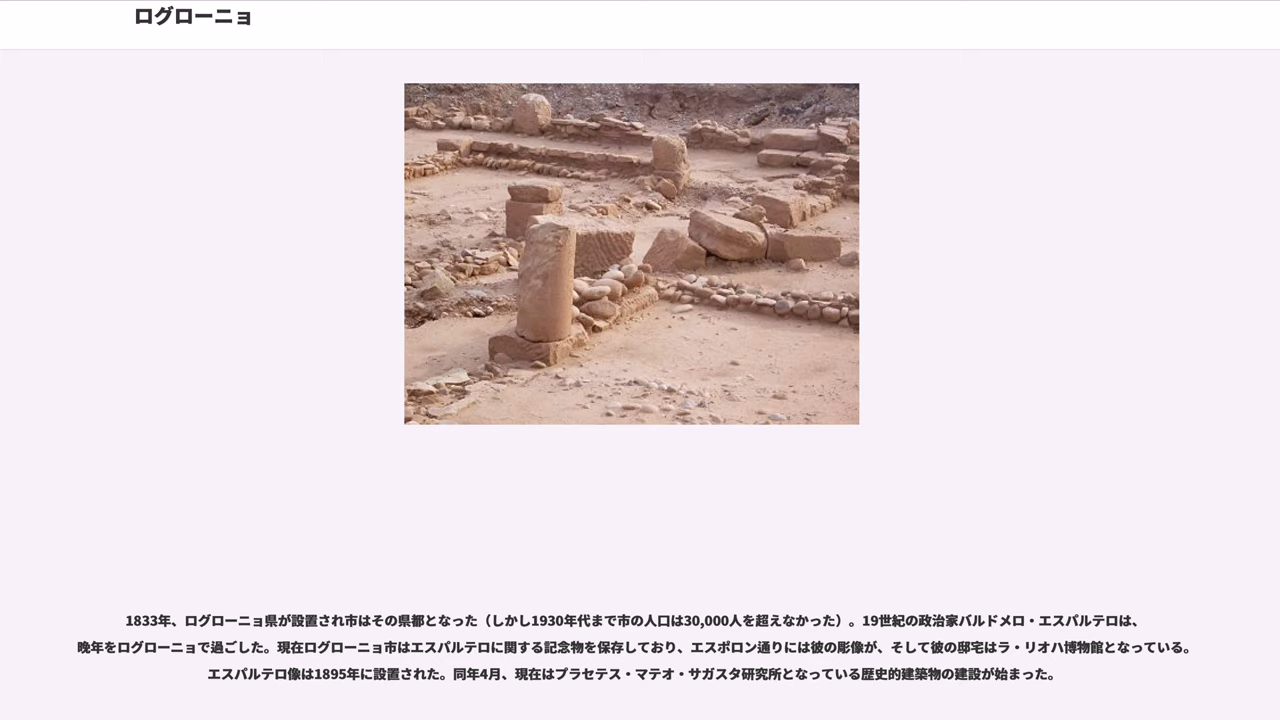 ログローニョ
1833年、ログローニョ県が設置され市はその県都となった（しかし1930年代まで市の人口は30,000人を超えなかった）。19世紀の政治家バルドメロ・エスパルテロは、
晩年をログローニョで過ごした。現在ログローニョ市はエスパルテロに関する記念物を保存しており、エスポロン通りには彼の彫像が、そして彼の邸宅はラ・リオハ博物館となっている。
エスパルテロ像は1895年に設置された。同年4月、現在はプラセテス・マテオ・サガスタ研究所となっている歴史的建築物の建設が始まった。